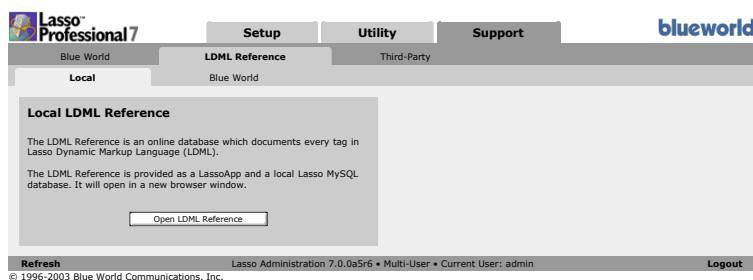 Lasso™
Professional 7
Setup Utility Support
blueworld
Blue World LDML Reference Third-Party
Local Blue World
Local LDML Reference
The LDML Reference is an online database which documents every tag in
Lasso Dynamic Markup Language (LDML).
The LDML Reference is provided as a LassoApp and a local Lasso MySQL
database. It will open in a new browser window.
Open LDML Reference
Refresh Lasso Administration 7.0.0a5r6 • Multi-User • Current User: admin Logout
© 1996-2003 Blue World Communications, Inc.